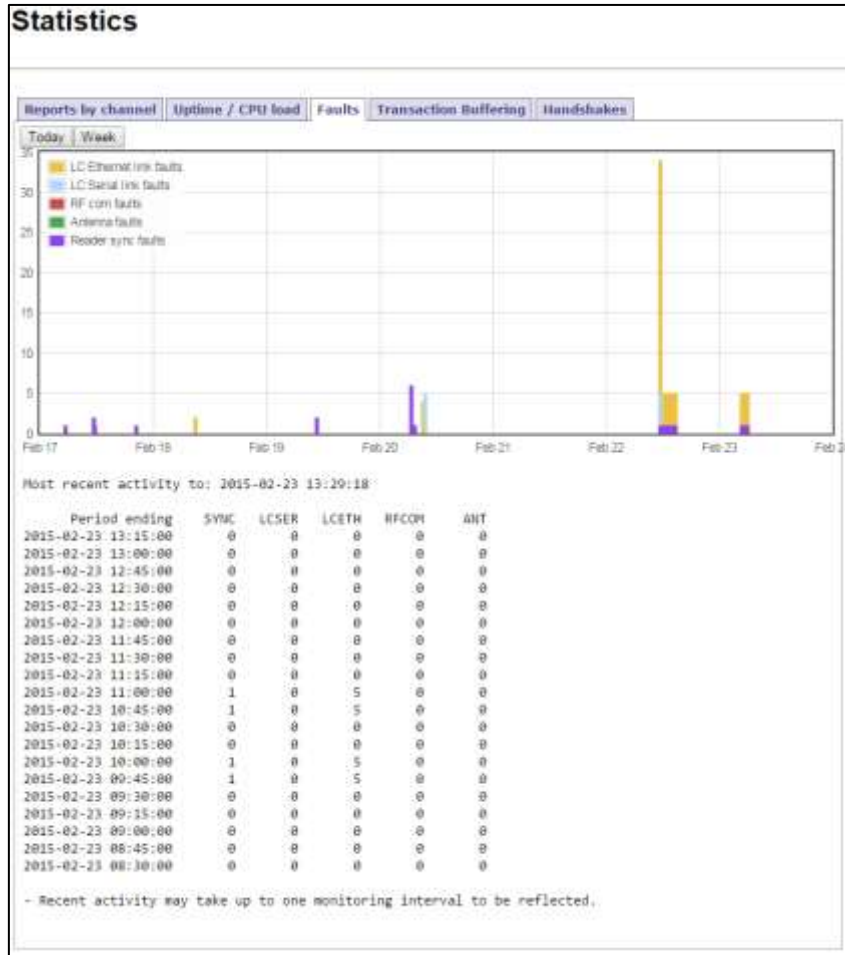 Statistics
Reports by channel Uptime / CPU load Faults Transaction Buffering Handshakes
Today Week
LC Ethernet link faults
LC Serial link faults
RF com faults
Antenna faults
Reader sync faults
35
30
25
20
15
10
5
0
Feb 17 Feb 18 Feb 19 Feb 20 Feb 21 Feb 22 Feb 23 Feb 2
Most recent activity to: 2015-02-23 13:29:18
Period ending SYNC LCSER LCETH RFCOM ANT
2015-02-23 13:15:00 0 0 0 0 0
2015-02-23 13:00:00 0 0 0 0 0
2015-02-23 12:45:00 0 0 0 0 0
2015-02-23 12:30:00 0 0 0 0 0
2015-02-23 12:15:00 0 0 0 0 0
2015-02-23 12:00:00 0 0 0 0 0
2015-02-23 11:45:00 0 0 0 0 0
2015-02-23 11:30:00 0 0 0 0 0
2015-02-23 11:15:00 0 0 0 0 0
2015-02-23 11:00:00 1 0 5 0 0
2015-02-23 10:45:00 1 0 5 0 0
2015-02-23 10:30:00 0 0 0 0 0
2015-02-23 10:15:00 0 0 0 0 0
2015-02-23 10:00:00 1 0 5 0 0
2015-02-23 09:45:00 1 0 5 0 0
2015-02-23 09:30:00 0 0 0 0 0
2015-02-23 09:15:00 0 0 0 0 0
2015-02-23 09:00:00 0 0 0 0 0
2015-02-23 08:45:00 0 0 0 0 0
2015-02-23 08:30:00 0 0 0 0 0
- Recent activity may take up to one monitoring interval to be reflected.